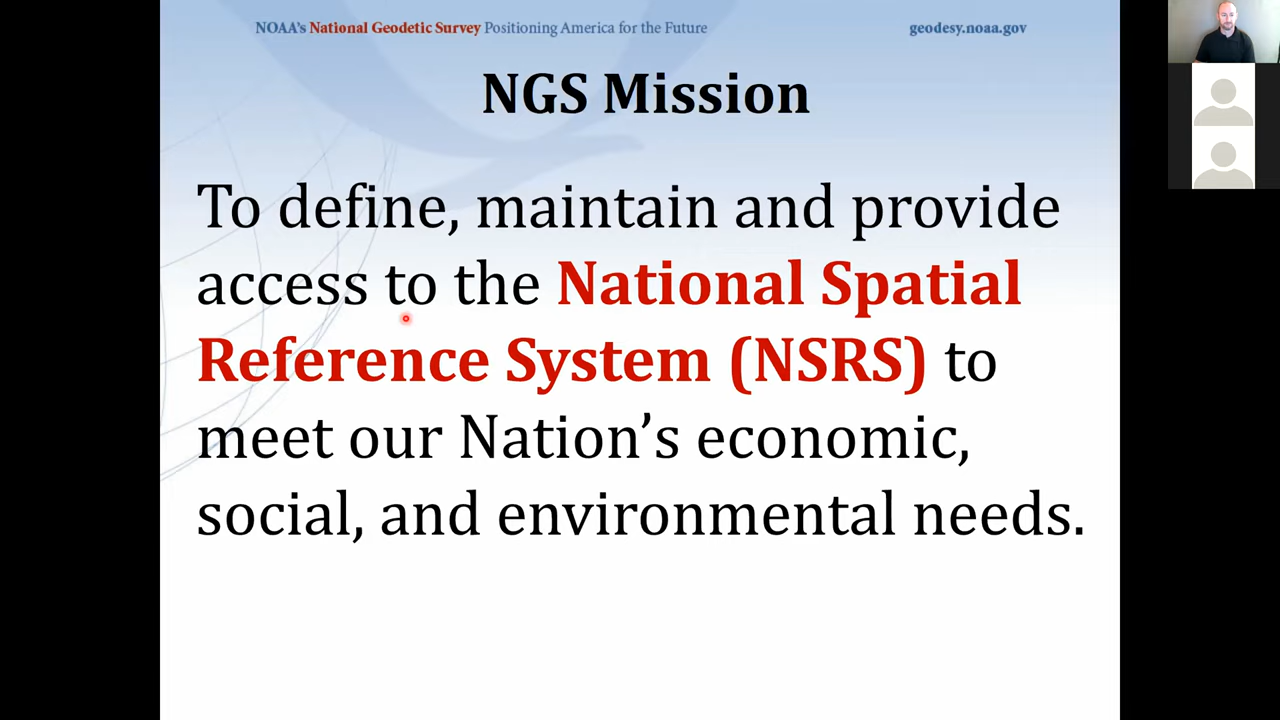 NOAA's National Geodetic Survey Positioning America for the Future geodesy.noaa.gov
NGS Mission
To define, maintain and provide
access to the National Spatial
Reference System (NSRS) to
meet our Nation’s economic,
social, and environmental needs.